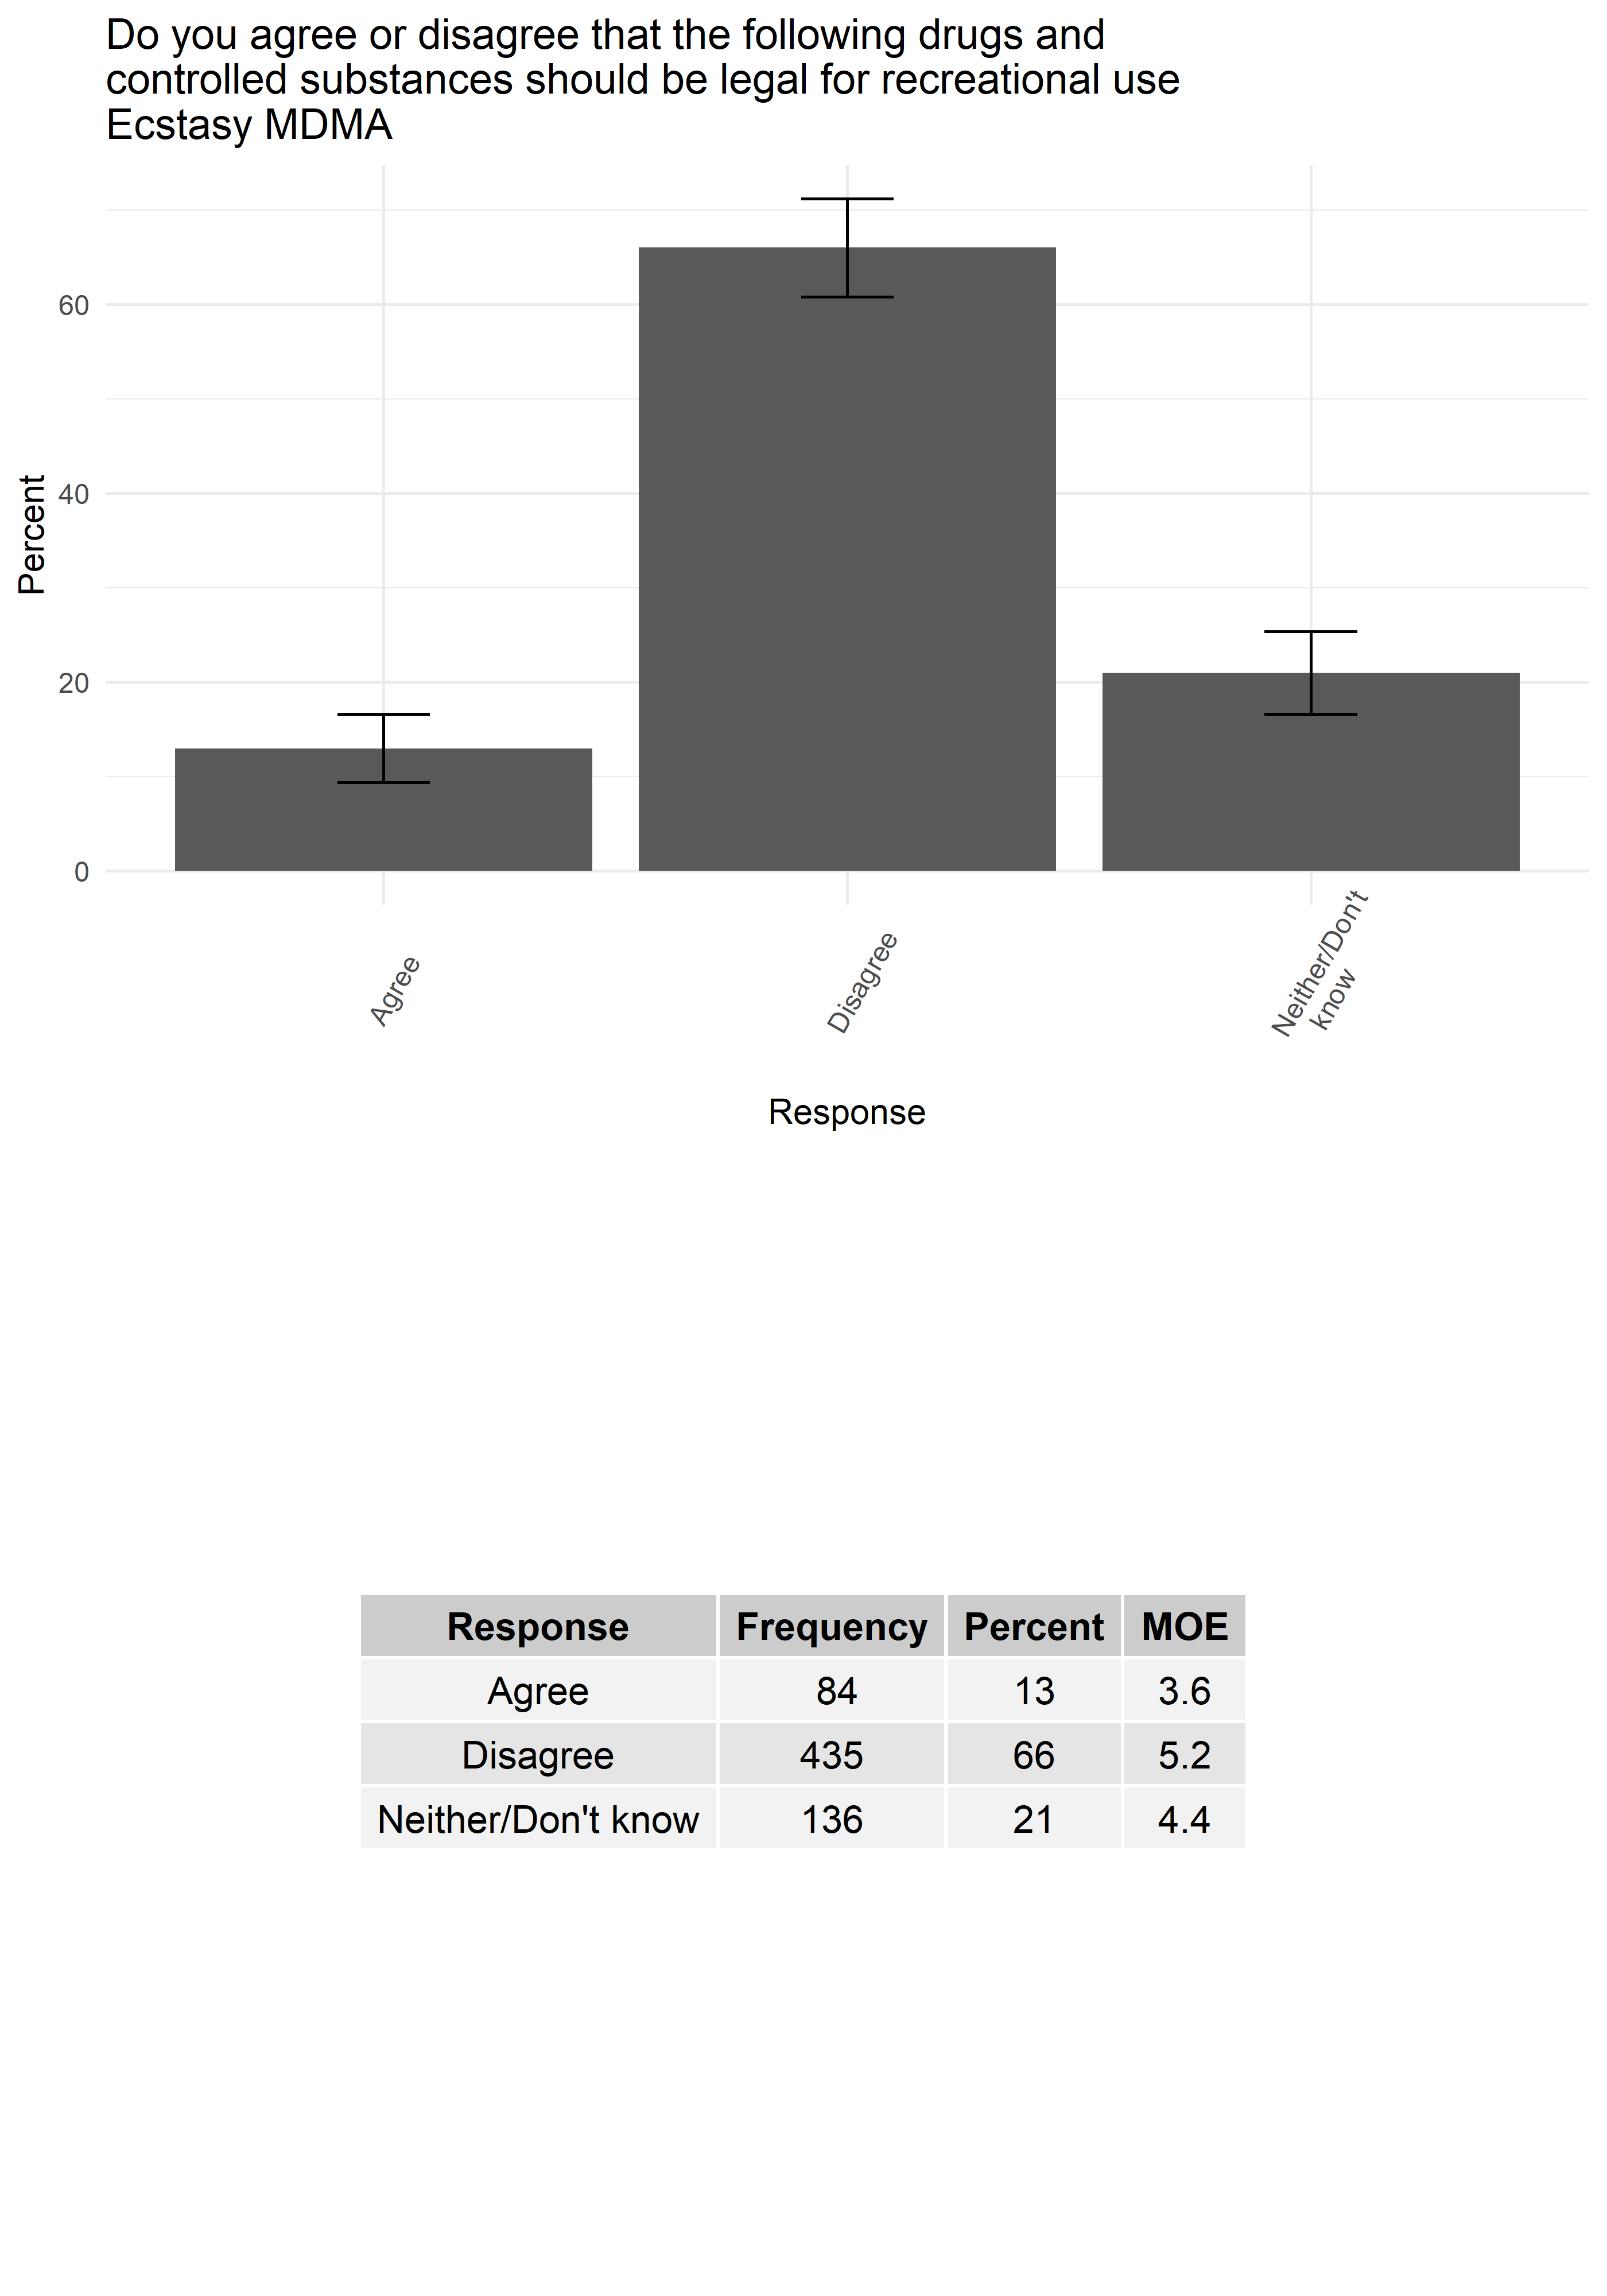 Do you agree or disagree that the following drugs and
controlled substances should be legal for recreational use
Ecstasy MDMA
Percent
60
40
20
0
Agree
Disagree
Neither/Don't
know
Response
Response Frequency Percent MOE
Agree 84 13 3.6
Disagree 435 66 5.2
Neither/Don't know 136 21 4.4